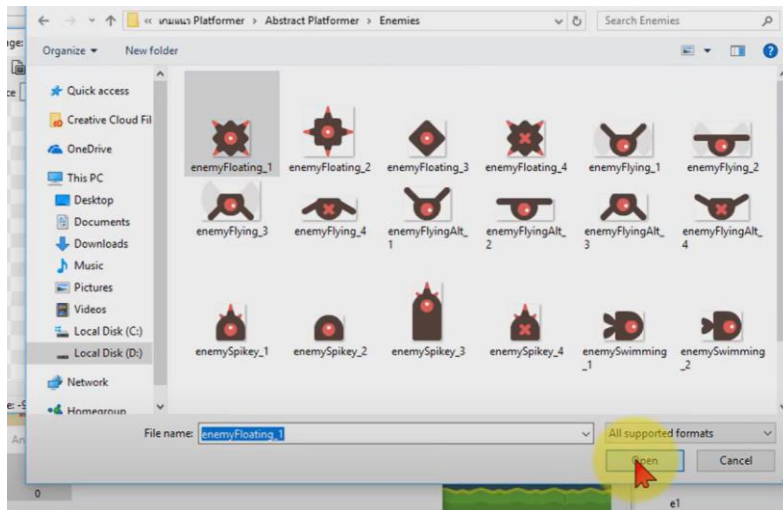 « เกมแนว Platformer > Abstract Platformer > Enemies
Search Enemies
Organize
New folder
Quick access
Creative Cloud Fil
OneDrive
This PC
Desktop
Documents
Downloads
Music
Pictures
Videos
Local Disk (C:)
Local Disk (D:)
Network
Homegroup
enemyFloating_1
enemyFloating_2
enemyFloating_3
enemyFloating_4
enemyFlying_1
enemyFlying_2
enemyFlying_3
enemyFlying_4
enemyFlyingAlt_
1
enemyFlyingAlt_
2
enemyFlyingAlt_
3
enemyFlyingAlt_
4
enemySpikey_1
enemySpikey_2
enemySpikey_3
enemySpikey_4
enemySwimming
_1
enemySwimming
_2
File name: enemyFloating_1
All supported formats
Open
Cancel
0
e1